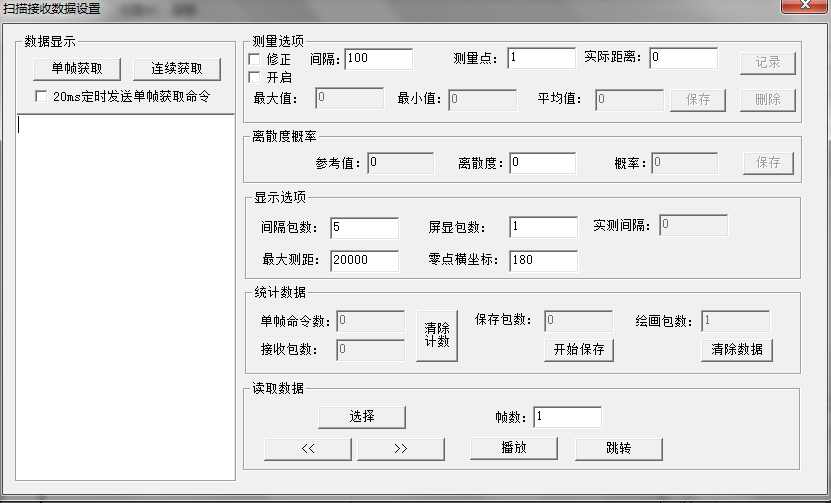 扫描接收数据设置
数据显示
单帧获取 连续获取
20ms定时发送单帧获取命令
测量选项
修正 间隔: 100 测量点: 1 实际距离: 0 记录
开启
最大值: 0 最小值: 0 平均值: 0 保存 删除
离散度概率
参考值: 0 离散度: 0 概率: 0 保存
显示选项
间隔包数: 5 屏显包数: 1 实测间隔: 0
最大测距: 20000 零点横坐标: 180
统计数据
单帧命令数: 0 清除 计数 保存包数: 0 绘画包数: 1
接收包数: 0 开始保存 清除数据
读取数据
选择 帧数: 1
<< >> 播放 跳转